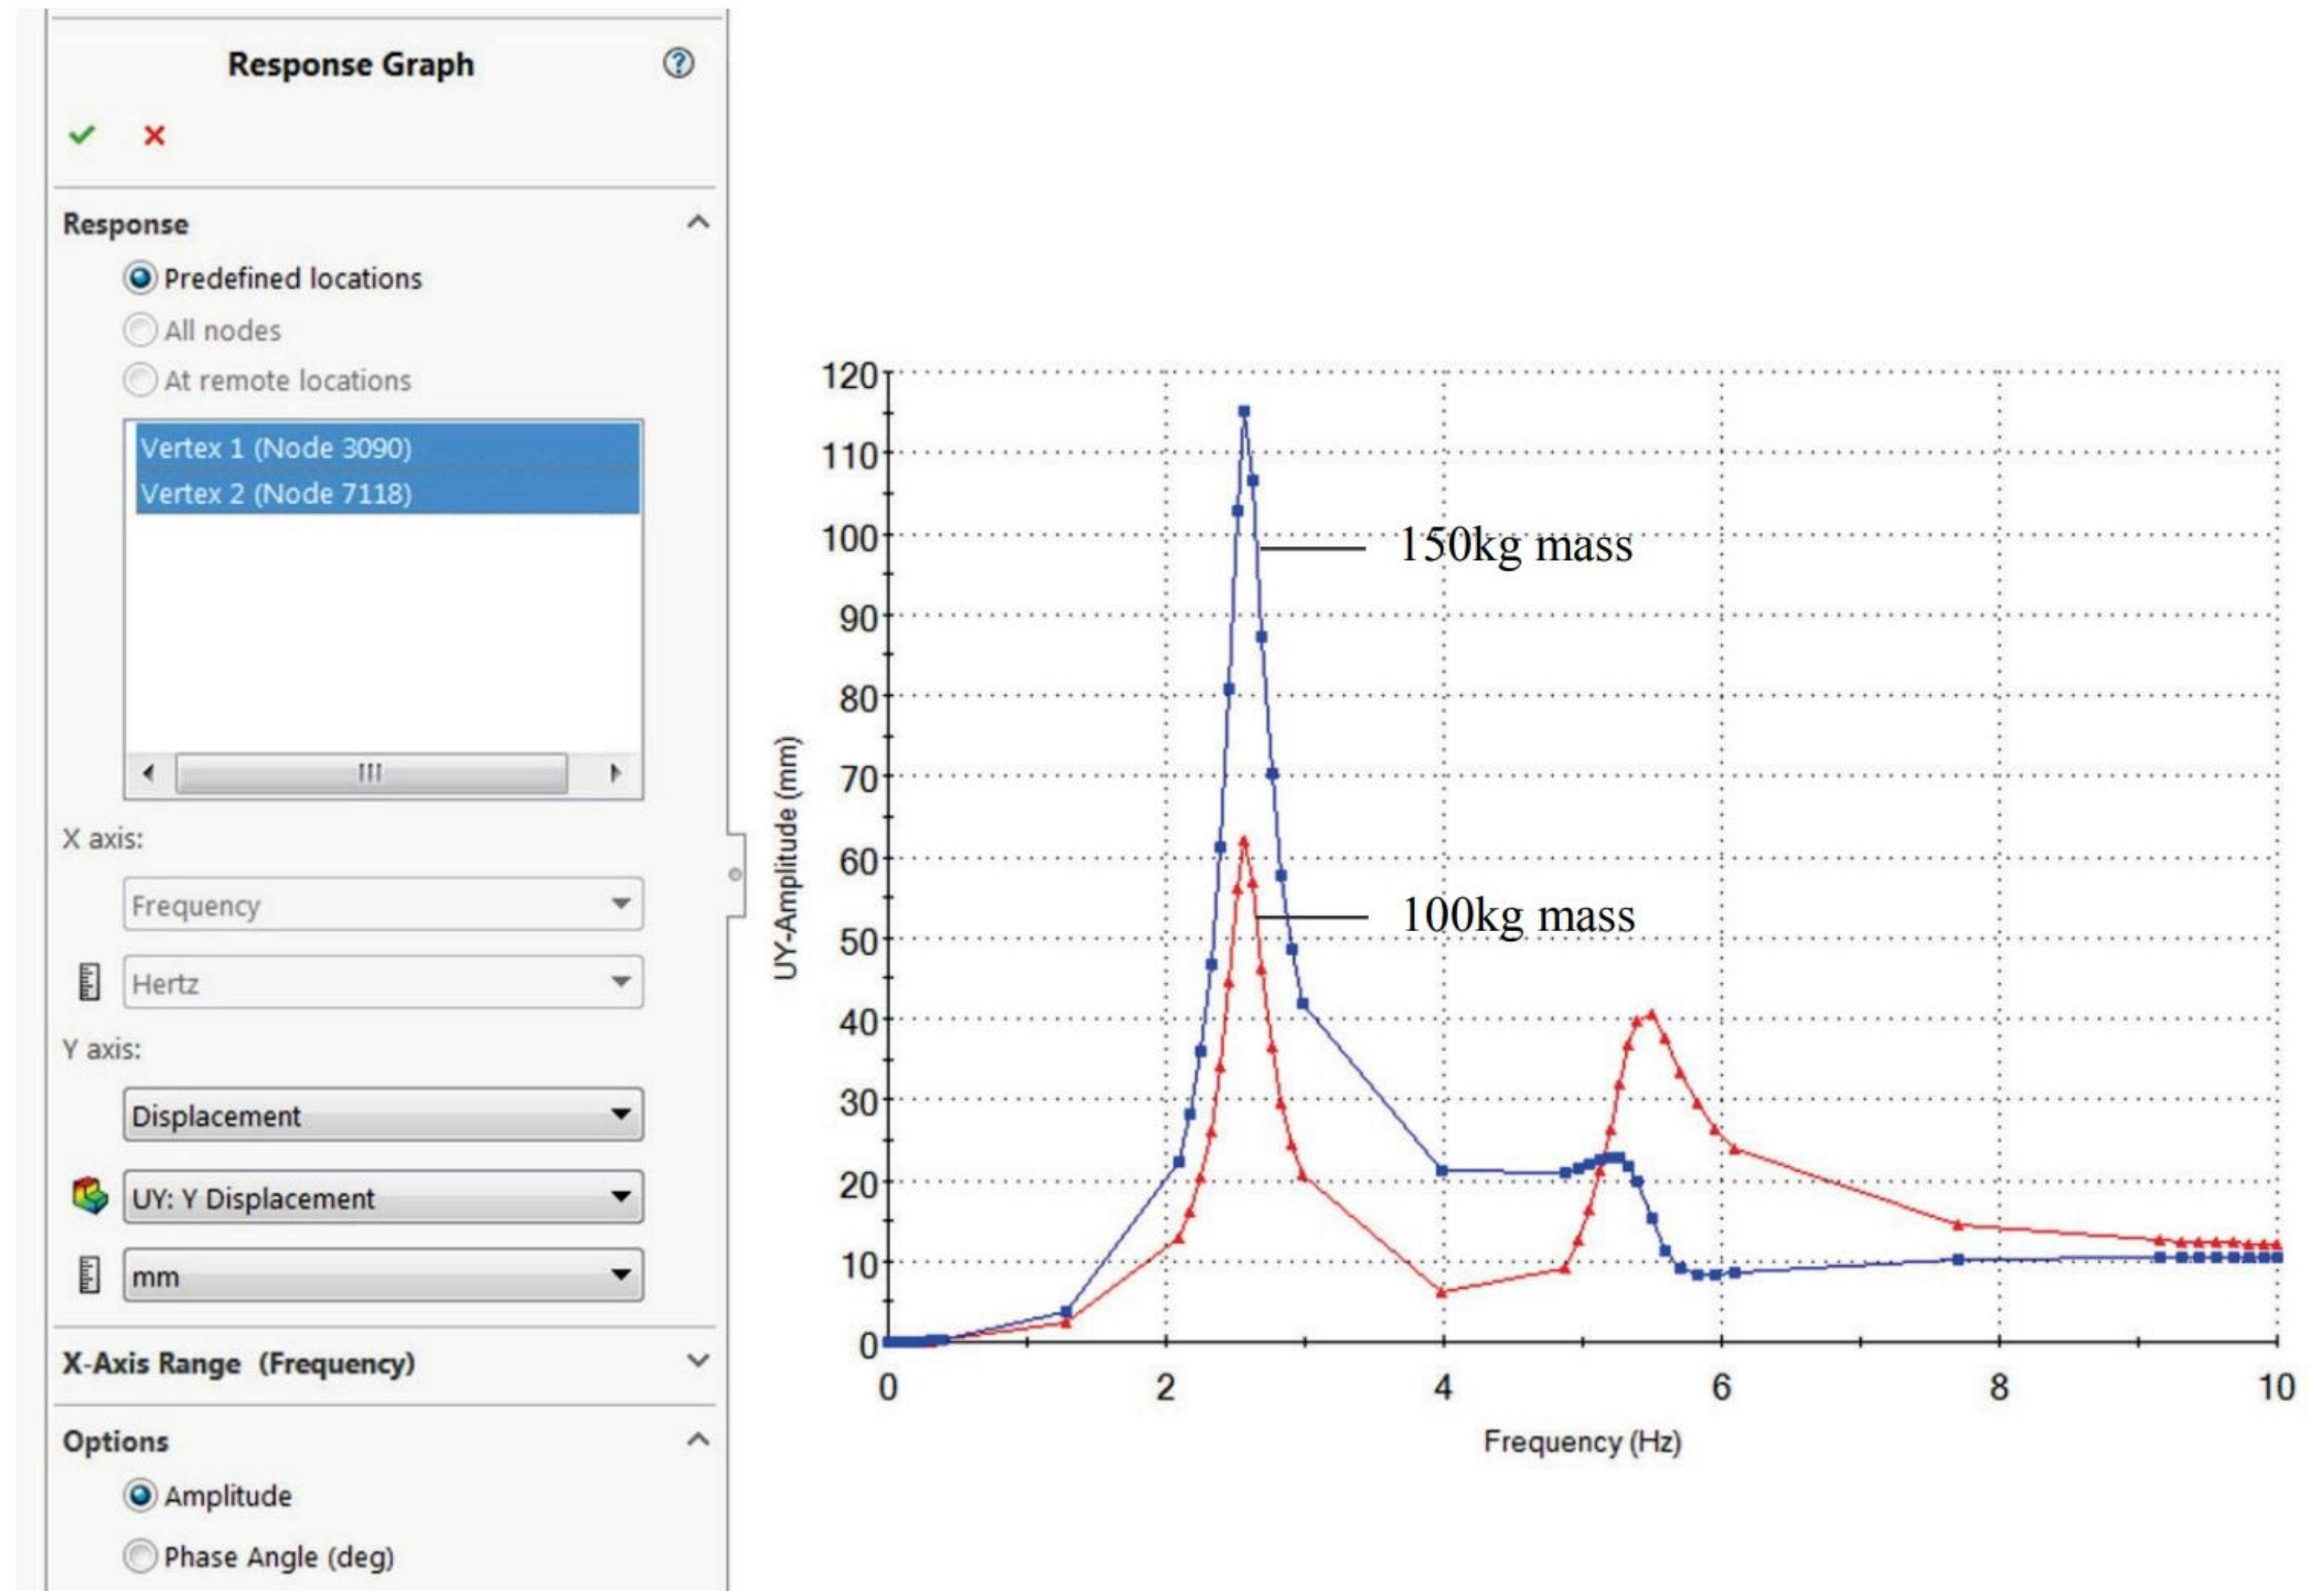 Response Graph
Response
Predefined locations
All nodes
At remote locations
Vertex 1 (Node 3090)
Vertex 2 (Node 7118)
X axis:
Frequency
Hertz
Y axis:
Displacement
UY: Y Displacement
mm
X-Axis Range (Frequency)
Options
Amplitude
Phase Angle (deg)
120
110
100
90
80
70
60
50
40
30
20
10
0
UY-Amplitude (mm)
150kg mass
100kg mass
0 2 4 6 8 10
Frequency (Hz)